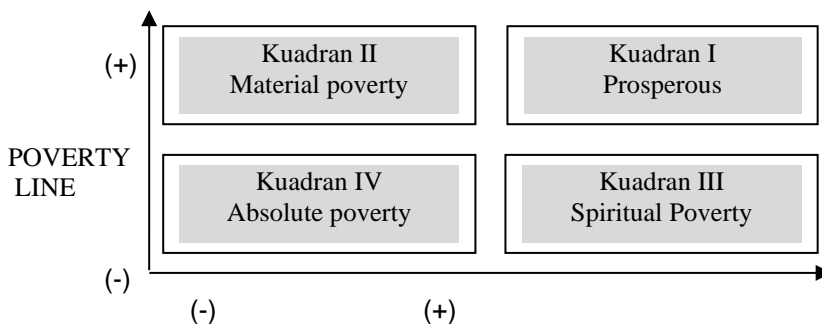 Kuadran II
Material poverty
Kuadran I
Prosperous
(+)
POVERTY
LINE
Kuadran IV
Absolute poverty
Kuadran III
Spiritual Poverty
(-)
(-)
(+)